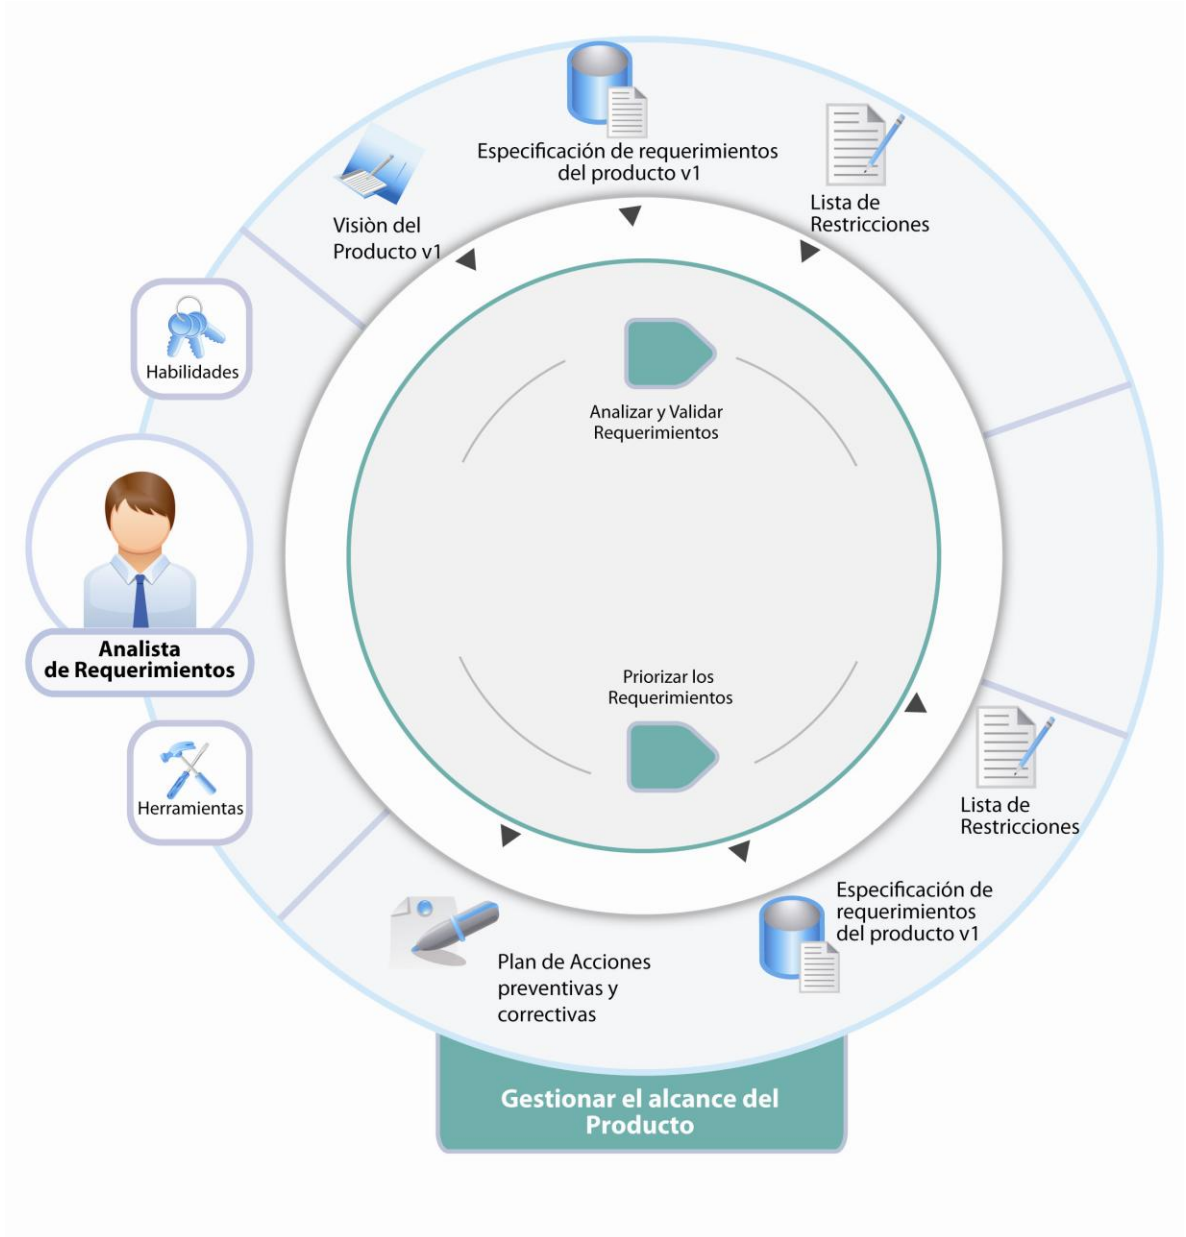 Especificación de requerimientos
del producto v1
Lista de
Restricciones
Visiòn del
Producto v1
Habilidades
Analizar y Validar
Requerimientos
Analista
de Requerimientos
Priorizar los
Requerimientos
Herramientas
Lista de
Restricciones
Especificación de
requerimientos
del producto v1
Plan de Acciones
preventivas y
correctivas
Gestionar el alcance del
Producto